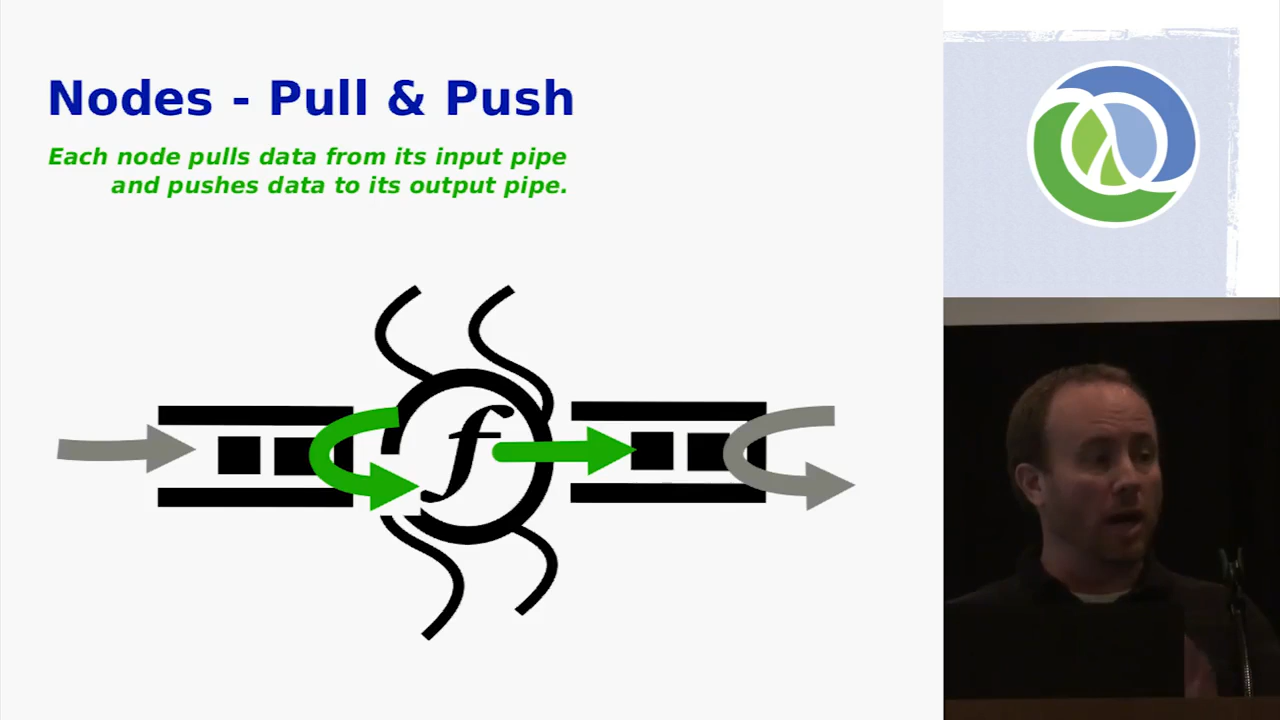 Nodes - Pull & Push
Each node pulls data from its input pipe
and pushes data to its output pipe.
f